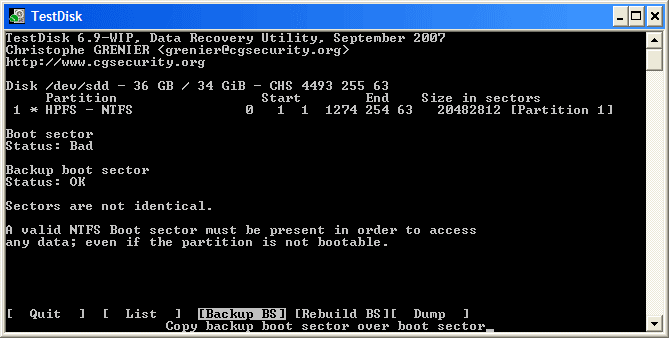 TestDisk
TestDisk 6.9-WIP, Data Recovery Utility, September 2007
Christophe GRENIER <grenier@cgsecurity.org>
http://www.cgsecurity.org
Disk /dev/sdd - 36 GB / 34 GiB - CHS 4493 255 63
Partition Start End Size in sectors
1 * HPFS - NTFS 0 1 1 1274 254 63 20482812 [Partition 1]
Boot sector
Status: Bad
Backup boot sector
Status: OK
Sectors are not identical.
A valid NTFS Boot sector must be present in order to access
any data; even if the partition is not bootable.
[ Quit ] [ List ] [Backup BS] [Rebuild BS][ Dump ]
Copy backup boot sector over boot sector_